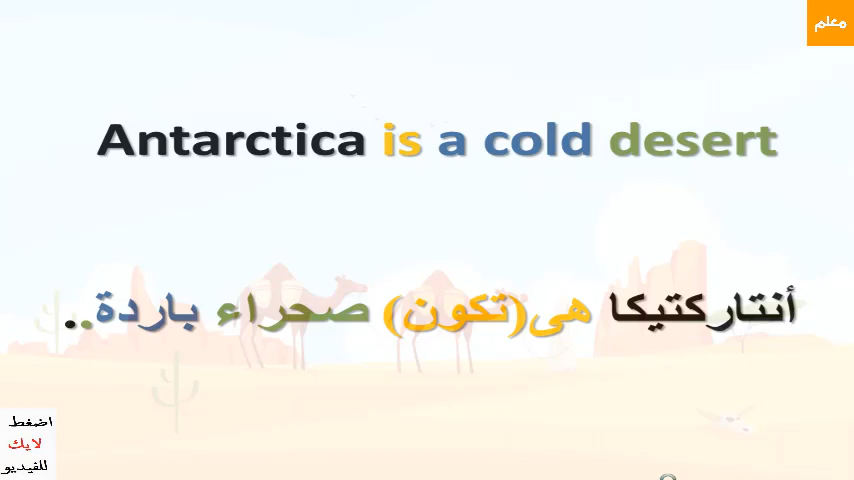 معلم
Antarctica is a cold desert
أنتاركتيكا هى(تكون) صحراء باردة..
اضغط
لايك
للفيديو